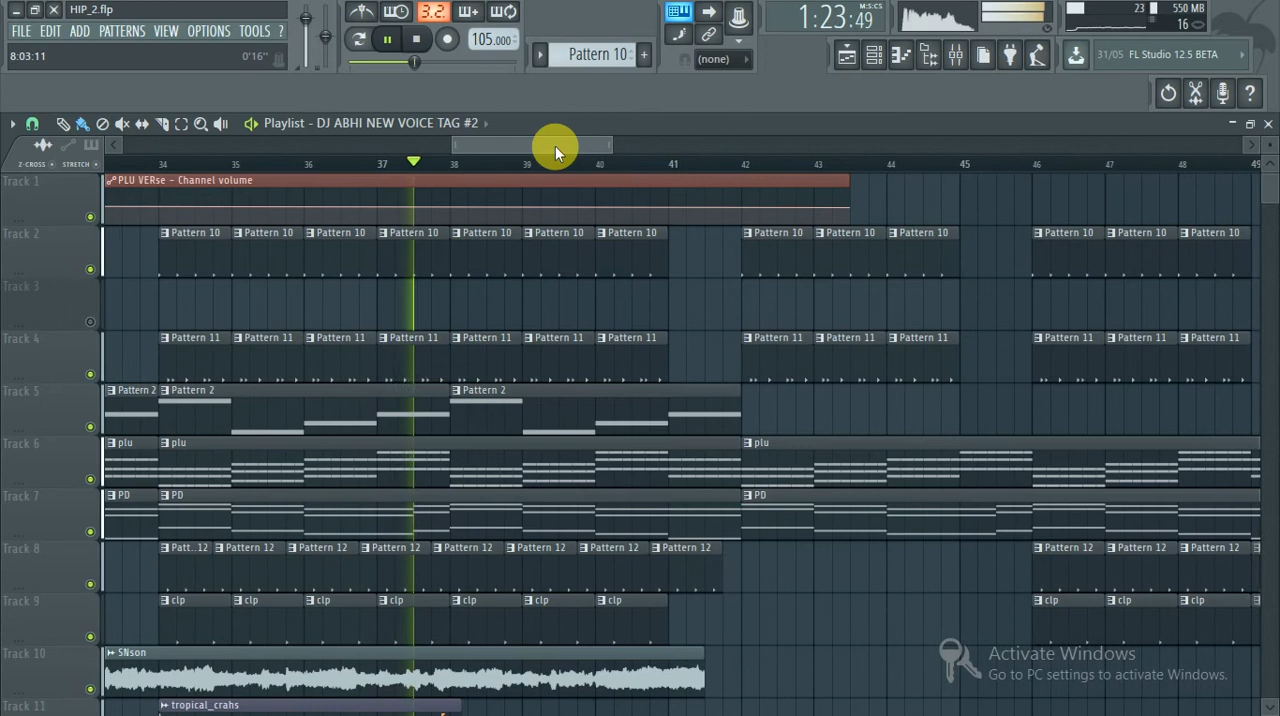 HIP_2.flp
FILE EDIT ADD PATTERNS VIEW OPTIONS TOOLS ?
8:03:11 0'16"
3.2.
105.000
Pattern 10
(none)
M:S:CS
1:23:49
23 550 MB
16
31/05 FL Studio 12.5 BETA
?
Playlist - DJ ABHI NEW VOICE TAG #2
Z-CROSS STRETCH
34 35 36 37 38 39 40 41 42 43 44 45 46 47 48 49
Track 1 PLU VERse - Channel volume
Track 2 Pattern 10 Pattern 10 Pattern 10 Pattern 10 Pattern 10 Pattern 10 Pattern 10 Pattern 10 Pattern 10 Pattern 10 Pattern 10 Pattern 10 Pattern 10
Track 3
Track 4 Pattern 11 Pattern 11 Pattern 11 Pattern 11 Pattern 11 Pattern 11 Pattern 11 Pattern 11 Pattern 11 Pattern 11 Pattern 11 Pattern 11 Pattern 11
Track 5 Pattern 2 Pattern 2 Pattern 2
Track 6 plu plu plu
Track 7 PD PD PD
Track 8 Patt..12 Pattern 12 Pattern 12 Pattern 12 Pattern 12 Pattern 12 Pattern 12 Pattern 12 Pattern 12 Pattern 12 Pattern 12
Track 9 clp clp clp clp clp clp clp clp clp clp
Track 10 SNson
Track 11 tropical_crahs
Activate Windows
Go to PC settings to activate Windows.